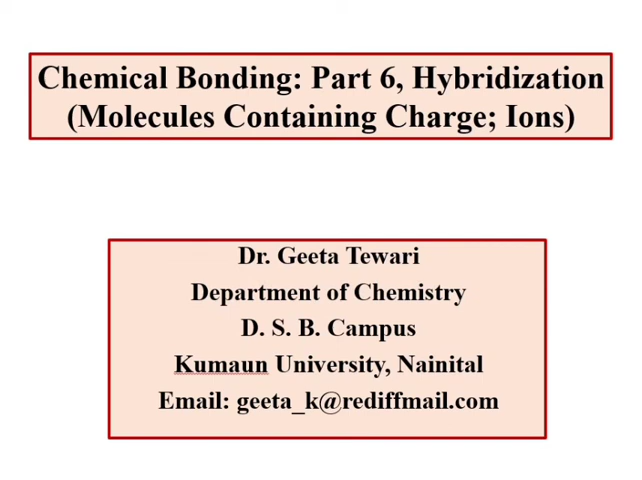 Chemical Bonding: Part 6, Hybridization
(Molecules Containing Charge; Ions)
Dr. Geeta Tewari
Department of Chemistry
D. S. B. Campus
Kumaun University, Nainital
Email: geeta_k@rediffmail.com